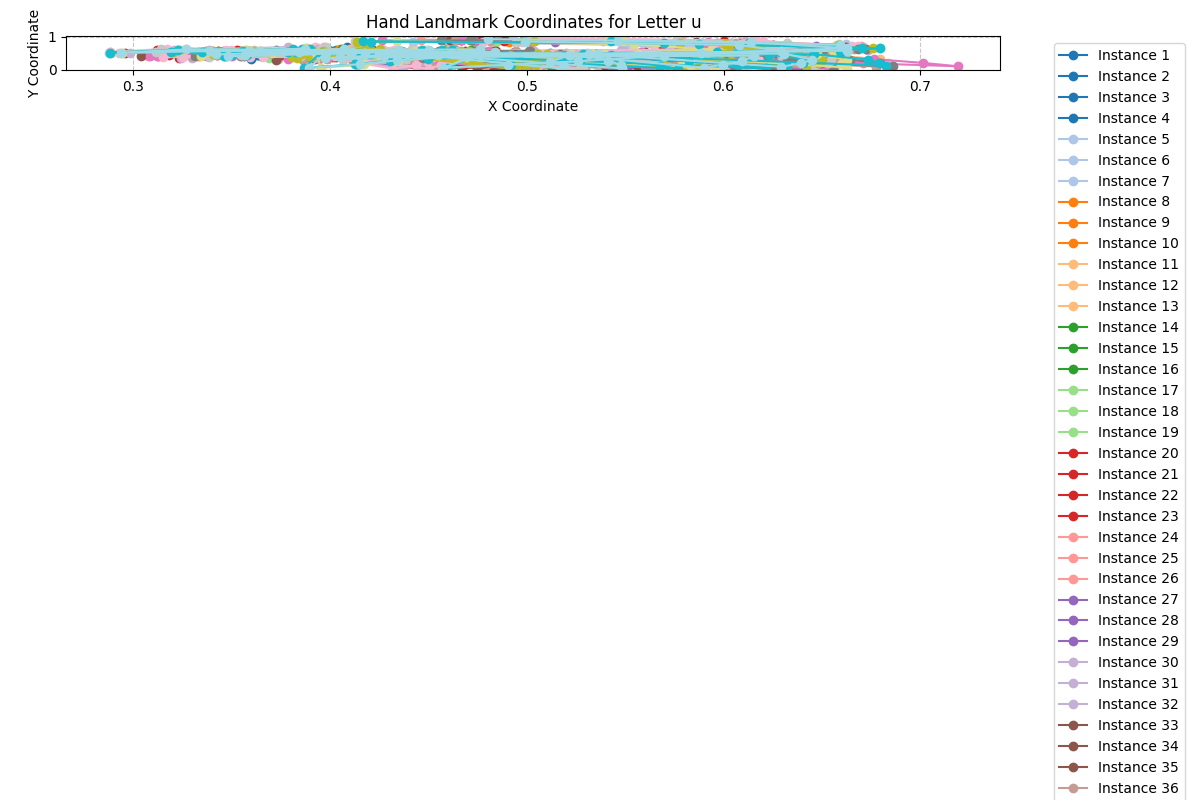 Hand Landmark Coordinates for Letter u
Y Coordinate
1
0
0.3 0.4 0.5 0.6 0.7
X Coordinate
Instance 1
Instance 2
Instance 3
Instance 4
Instance 5
Instance 6
Instance 7
Instance 8
Instance 9
Instance 10
Instance 11
Instance 12
Instance 13
Instance 14
Instance 15
Instance 16
Instance 17
Instance 18
Instance 19
Instance 20
Instance 21
Instance 22
Instance 23
Instance 24
Instance 25
Instance 26
Instance 27
Instance 28
Instance 29
Instance 30
Instance 31
Instance 32
Instance 33
Instance 34
Instance 35
Instance 36